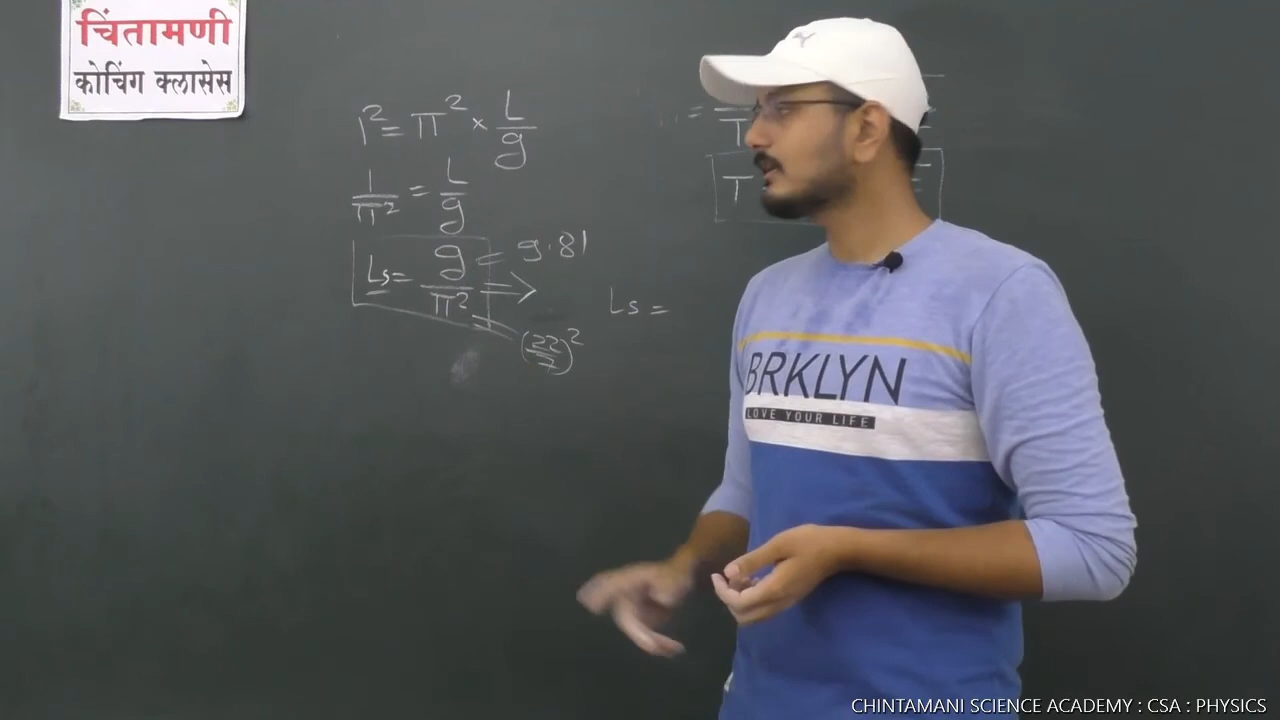 चिंतामणी
कोचिंग क्लासेस
1² = π² × L/g
1/π² = L/g
Ls = g/π² = 9.81
(22/7)²
Ls =
T
T
BRKLYN
LOVE YOUR LIFE
CHINTAMANI SCIENCE ACADEMY : CSA : PHYSICS